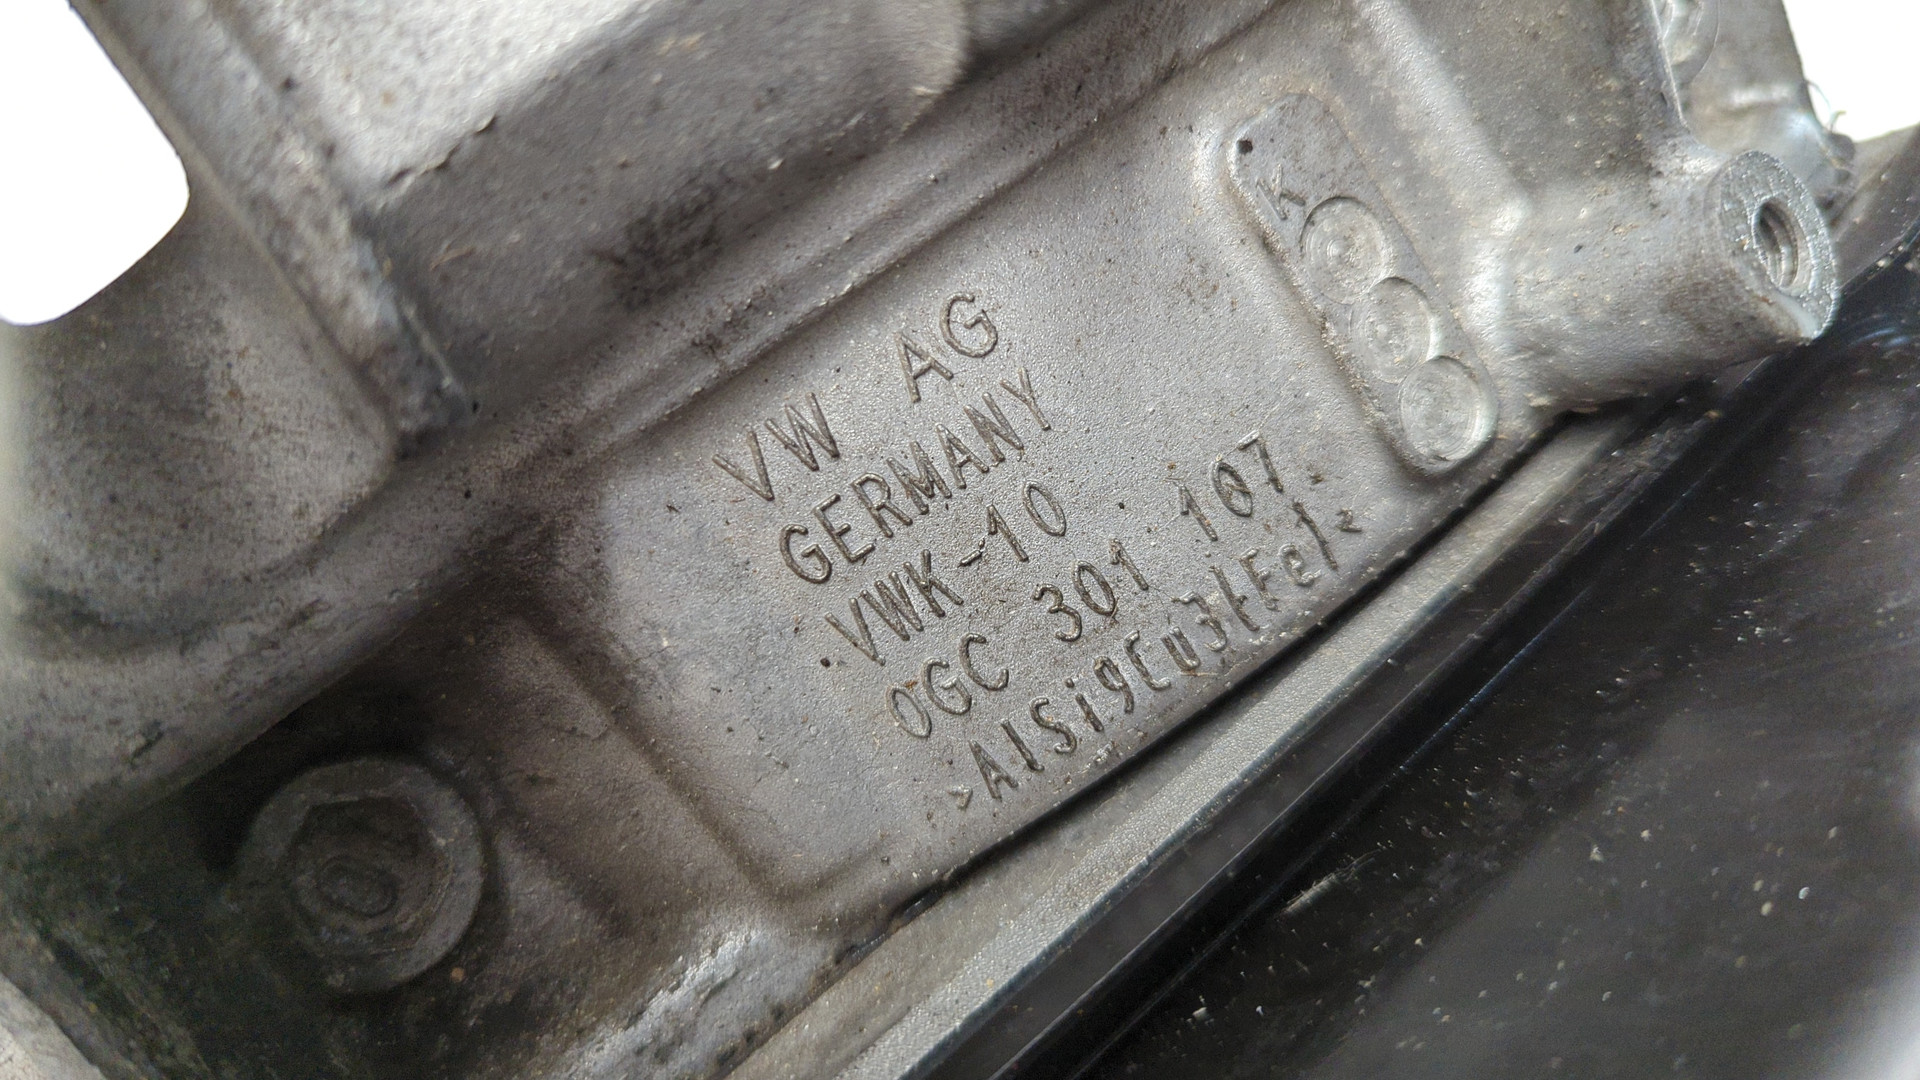 VW AG
GERMANY
VWK-10
0GC 301 107
>AlSi9Cu3(Fe)<
K